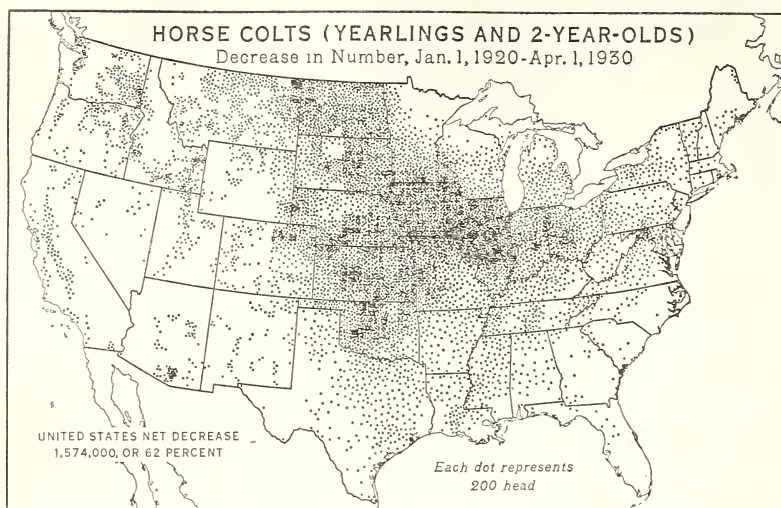 HORSE COLTS (YEARLINGS AND 2-YEAR-OLDS)
Decrease in Number, Jan. 1, 1920-Apr. 1, 1930
UNITED STATES NET DECREASE
1,574,000, OR 62 PERCENT
Each dot represents
200 head